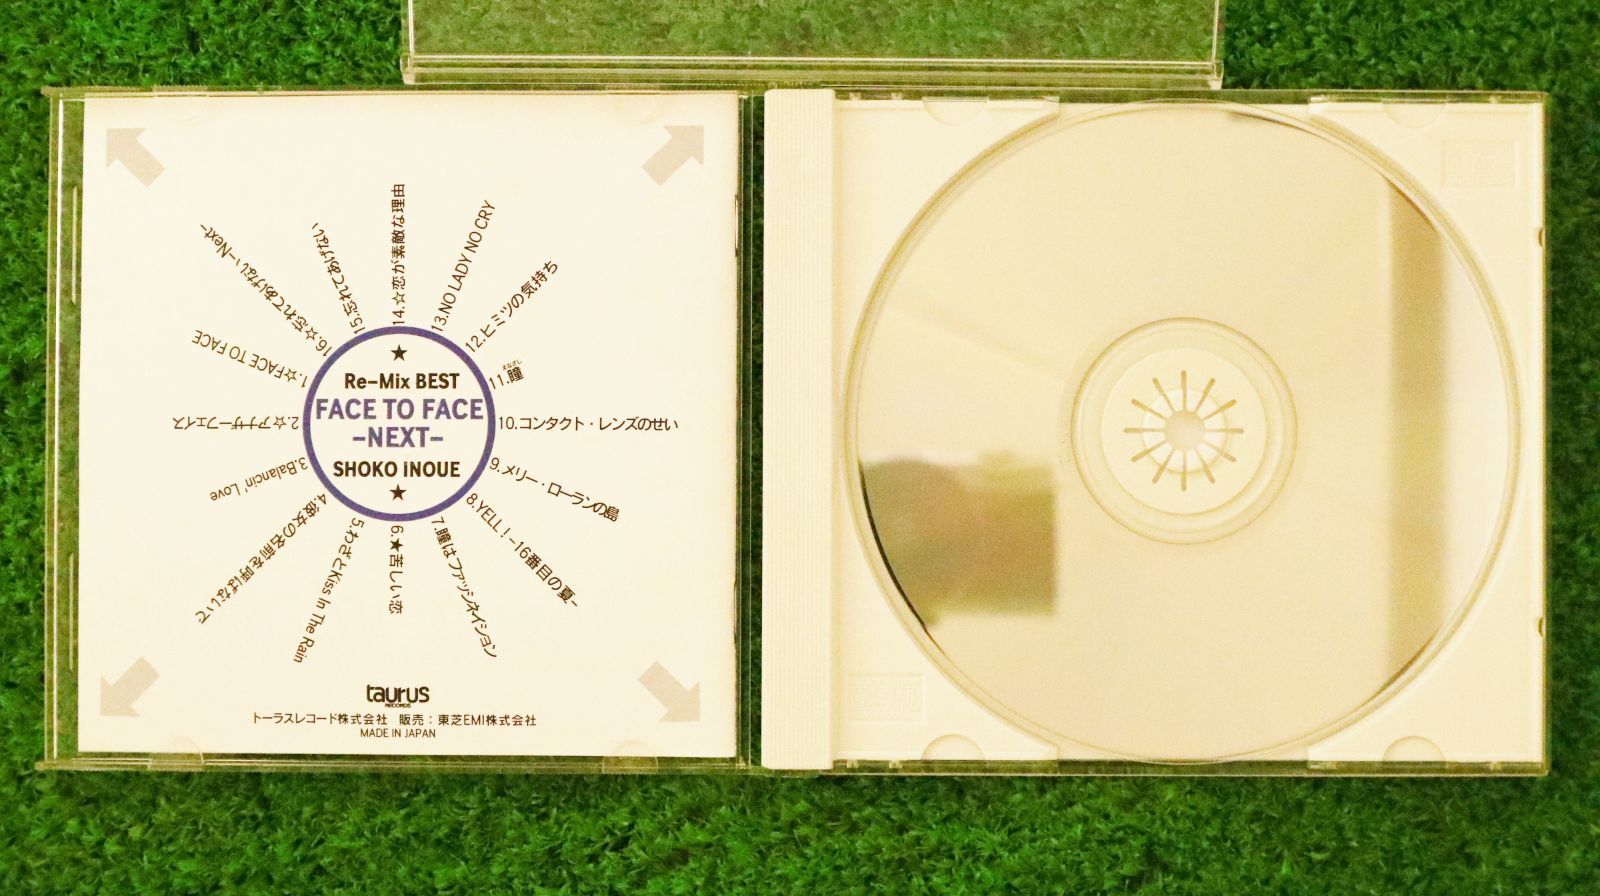 ★
Re-Mix BEST
FACE TO FACE
-NEXT-
SHOKO INOUE
★
1.☆FACE TO FACE
2.☆アナザーフェイス
3.Balancin' Love
4.彼女の名前を呼ばないで
5.わざとKiss In The Rain
6.★苦しい恋
7.瞳はファッシネイション
8.YELL!-16番目の夏-
9.メリー・ローランの島
10.コンタクト・レンズのせい
まなざし
11.瞳
12.ヒミツの気持ち
13.NO LADY NO CRY
14.☆恋が素敵な理由
15.忘れてあげない
16.☆忘れてあげない-Next-
taurus
RECORDS
トーラスレコード株式会社 販売：東芝EMI株式会社
MADE IN JAPAN